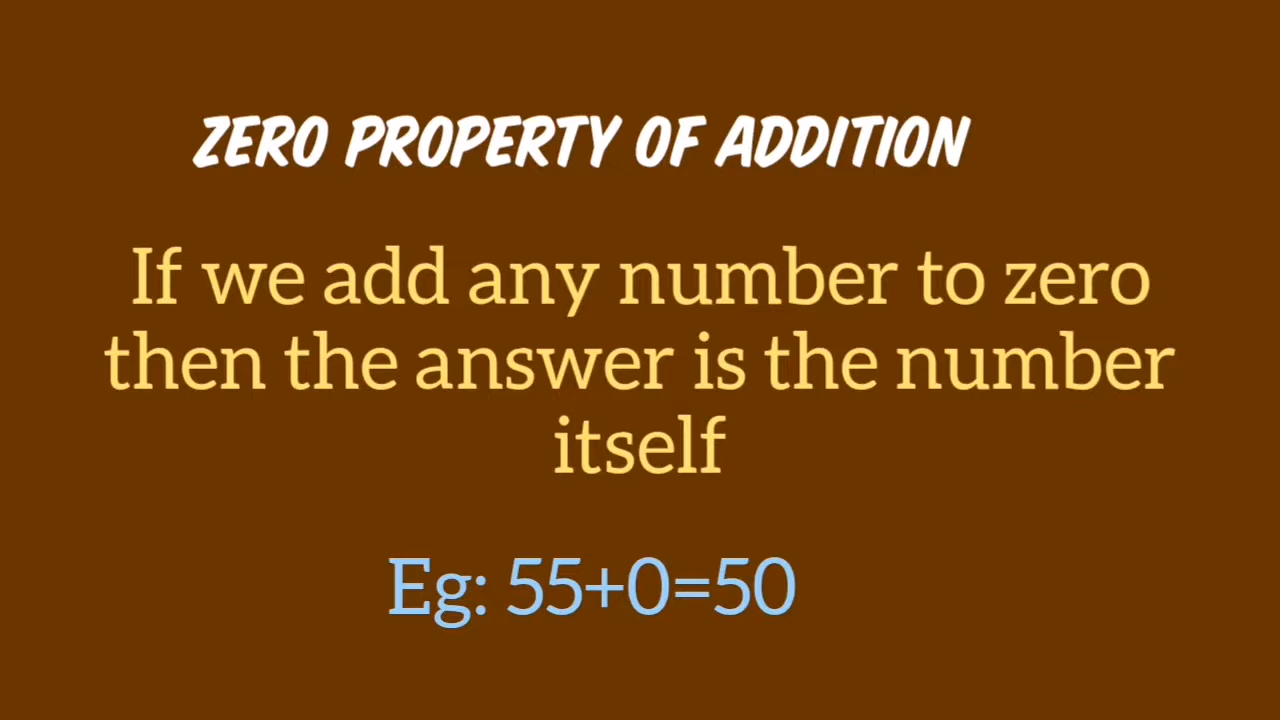 ZERO PROPERTY OF ADDITION
If we add any number to zero
then the answer is the number
itself
Eg: 55+0=50